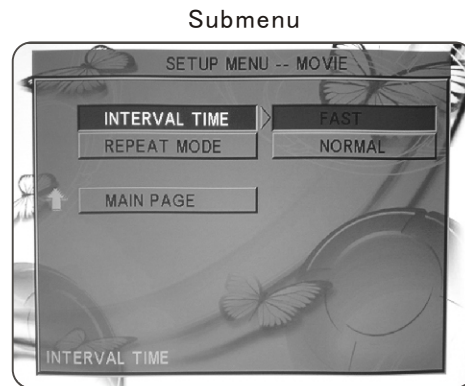 Submenu
SETUP MENU -- MOVIE
INTERVAL TIME FAST
REPEAT MODE NORMAL
MAIN PAGE
INTERVAL TIME